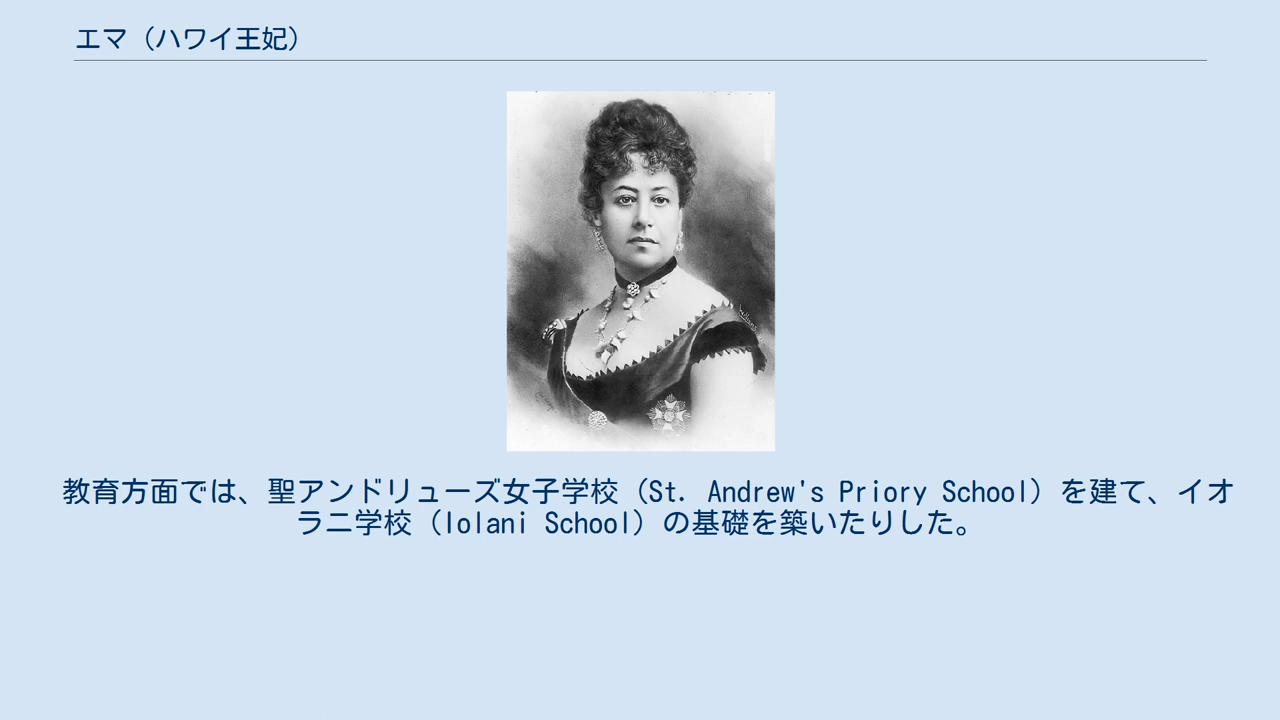 エマ（ハワイ王妃）
教育方面では、聖アンドリューズ女子学校（St. Andrew's Priory School）を建て、イオ
ラニ学校（Iolani School）の基礎を築いたりした。